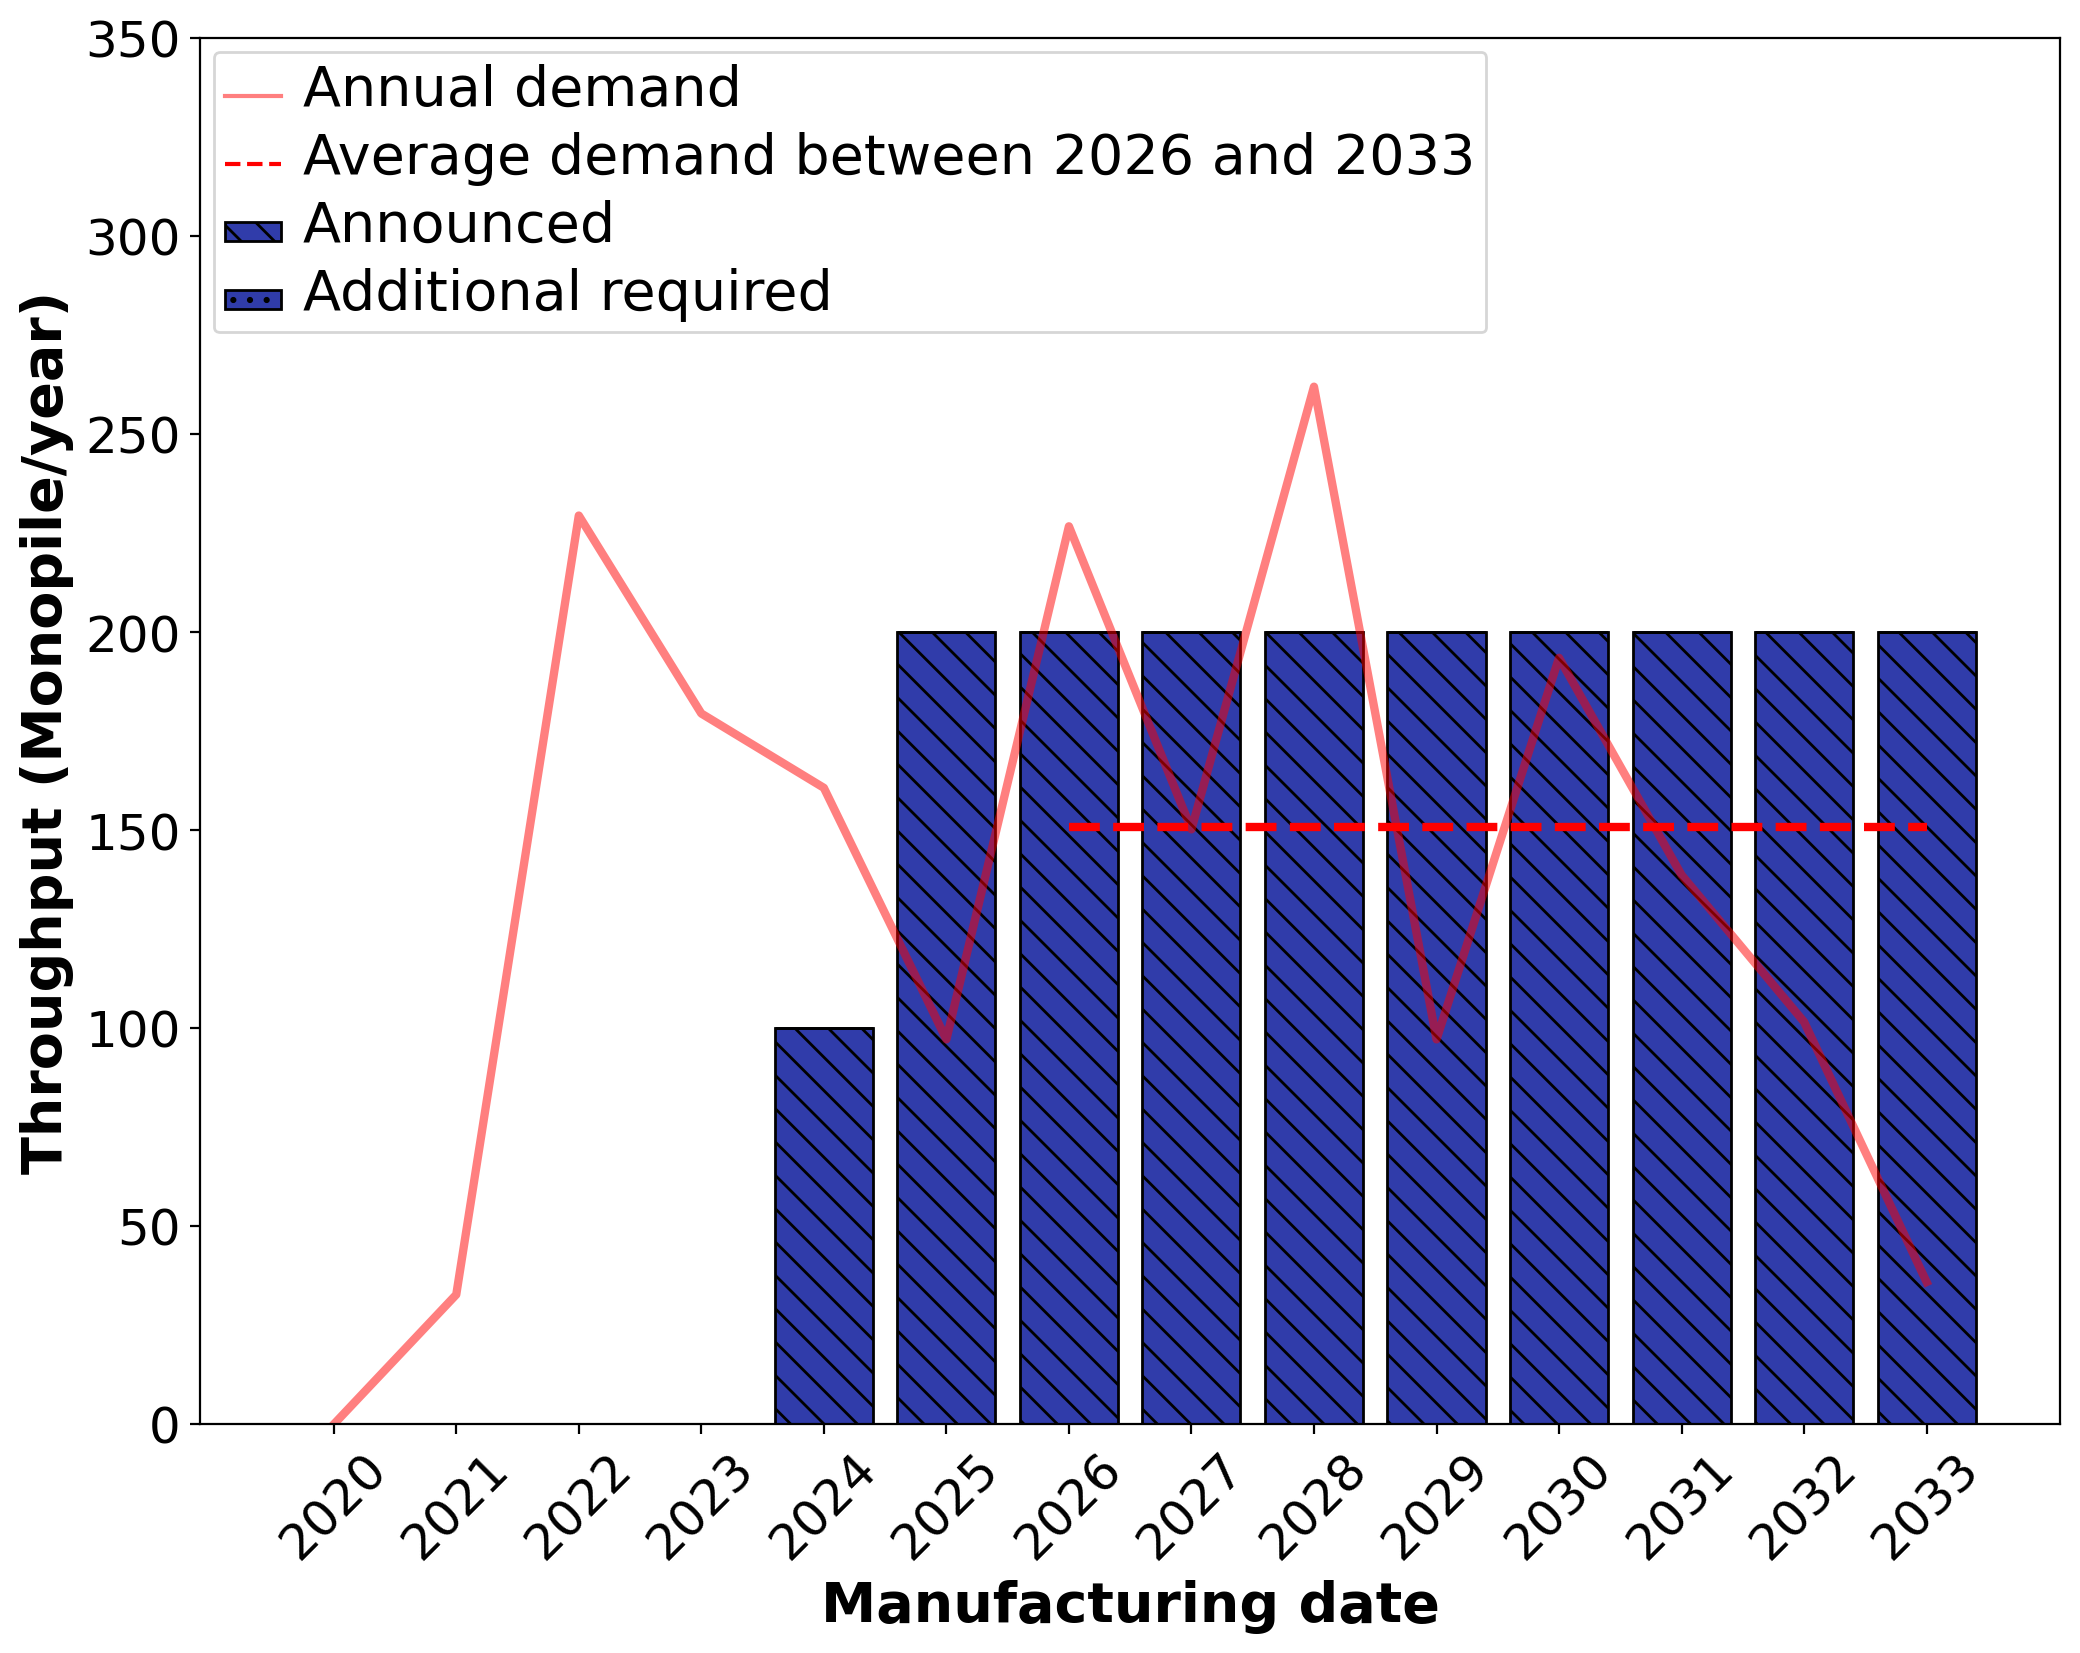 Throughput (Monopile/year)
350
300
250
200
150
100
50
0
Annual demand
Average demand between 2026 and 2033
Announced
Additional required
2020 2021 2022 2023 2024 2025 2026 2027 2028 2029 2030 2031 2032 2033
Manufacturing date